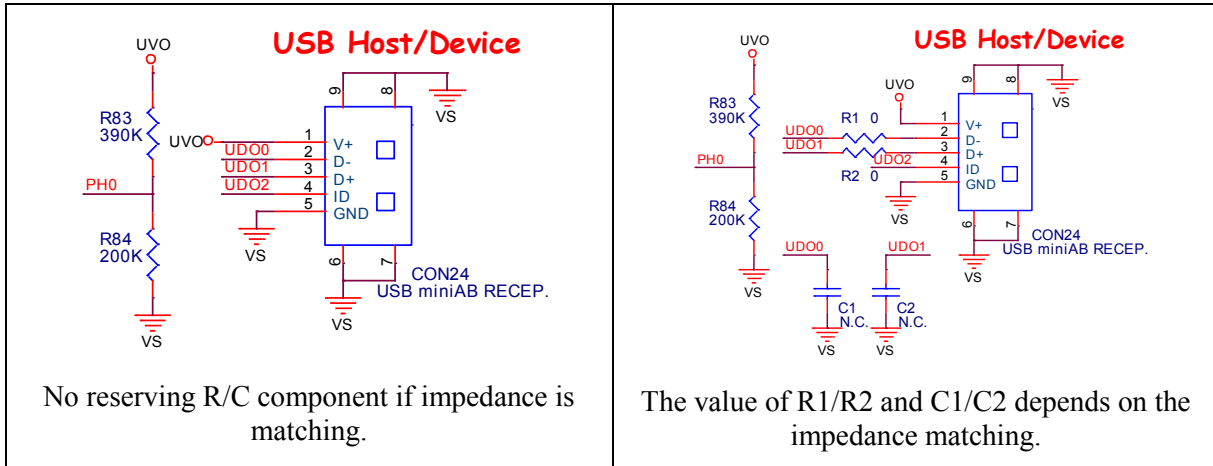 USB Host/Device
UVO
R83
390K
PH0
R84
200K
VS
UVO
UDO0
UDO1
UDO2
1
2
3
4
5
V+
D-
D+
ID
GND
9
8
VS
VS
6
7
VS
CON24
USB miniAB RECEP.
No reserving R/C component if impedance is
matching.
USB Host/Device
UVO
R83
390K
PH0
R84
200K
VS
UVO
R1 0
UDO0
UDO1
UDO2
R2 0
1
2
3
4
5
V+
D-
D+
ID
GND
9
8
VS
VS
6
7
VS
CON24
USB miniAB RECEP.
UDO0
UDO1
C1
N.C.
C2
N.C.
VS
VS
The value of R1/R2 and C1/C2 depends on the
impedance matching.